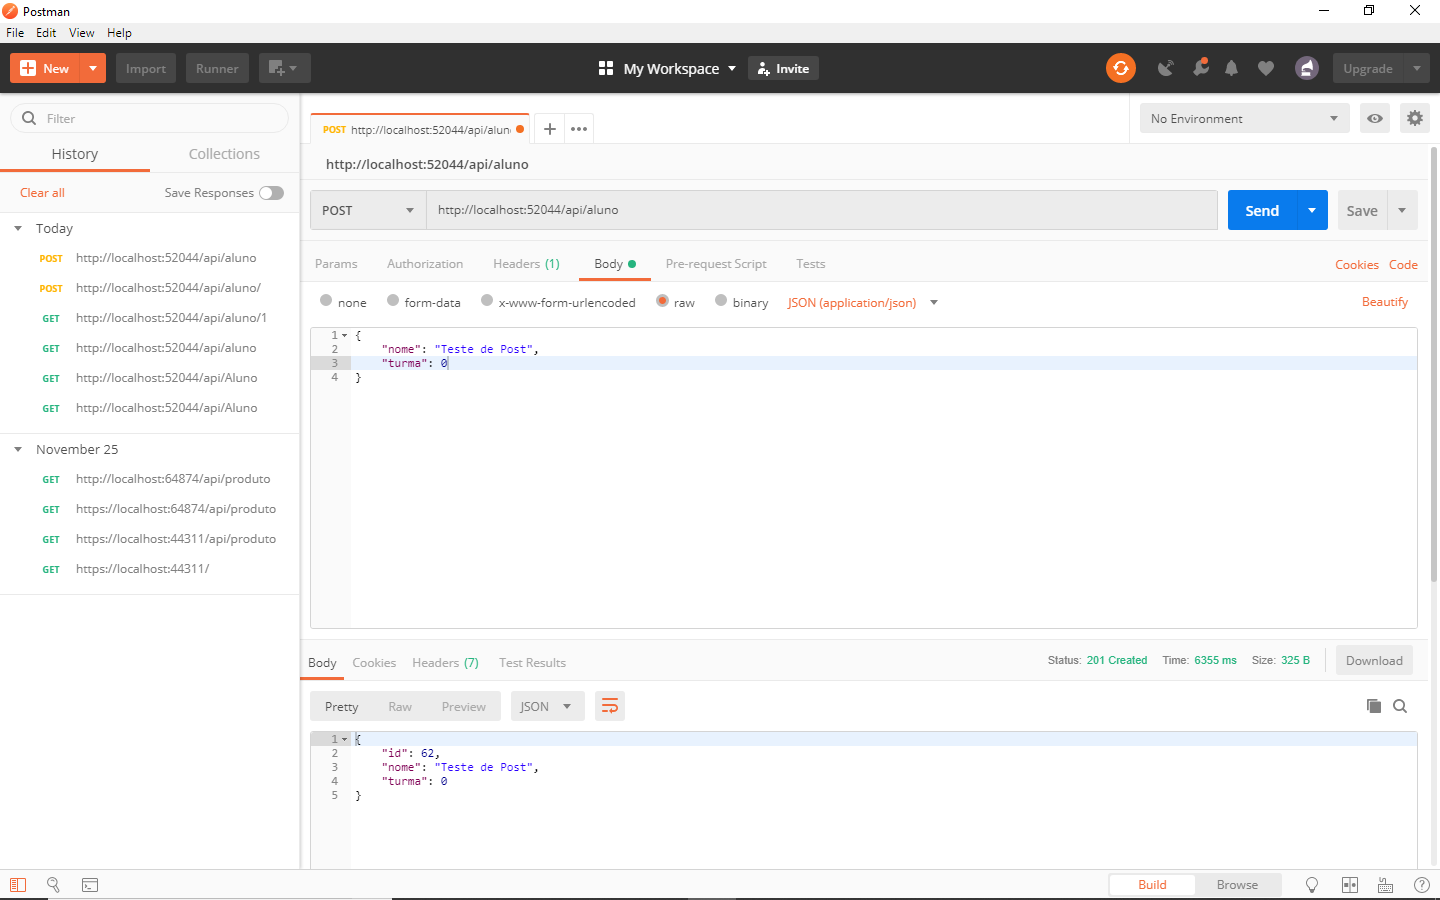 Postman
File Edit View Help
New Import Runner My Workspace Invite Upgrade
Filter
History Collections
Clear all Save Responses
Today
POST http://localhost:52044/api/aluno
POST http://localhost:52044/api/aluno/
GET http://localhost:52044/api/aluno/1
GET http://localhost:52044/api/aluno
GET http://localhost:52044/api/Aluno
GET http://localhost:52044/api/Aluno
November 25
GET http://localhost:64874/api/produto
GET https://localhost:64874/api/produto
GET https://localhost:44311/api/produto
GET https://localhost:44311/
POST http://localhost:52044/api/alun
No Environment
http://localhost:52044/api/aluno
POST http://localhost:52044/api/aluno Send Save
Params Authorization Headers (1) Body Pre-request Script Tests Cookies Code
none form-data x-www-form-urlencoded raw binary JSON (application/json) Beautify
1 {
2 "nome": "Teste de Post",
3 "turma": 0
4 }
Body Cookies Headers (7) Test Results Status: 201 Created Time: 6355 ms Size: 325 B Download
Pretty Raw Preview JSON
1 {
2 "id": 62,
3 "nome": "Teste de Post",
4 "turma": 0
5 }
Build Browse